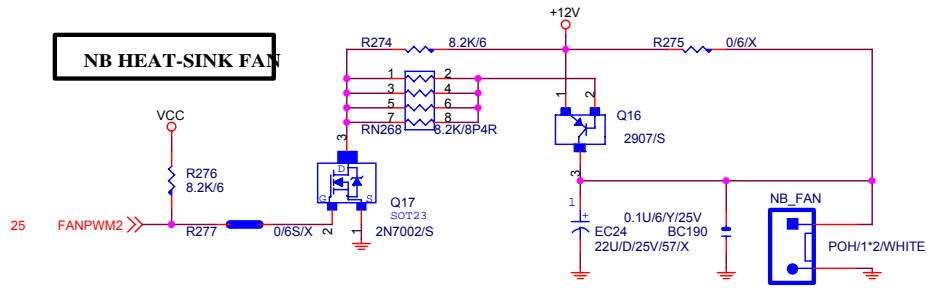 +12V
R274
8.2K/6
R275
0/6/X
NB HEAT-SINK FAN
1
2
3
4
5
6
7
8
RN268
8.2K/8P4R
1
2
Q16
2907/S
3
VCC
3
D
G
S
R276
8.2K/6
Q17
SOT23
2N7002/S
2
1
25
FANPWM2
R277
0/6S/X
1
+
EC24
22U/D/25V/57/X
0.1U/6/Y/25V
BC190
NB_FAN
POH/1*2/WHITE